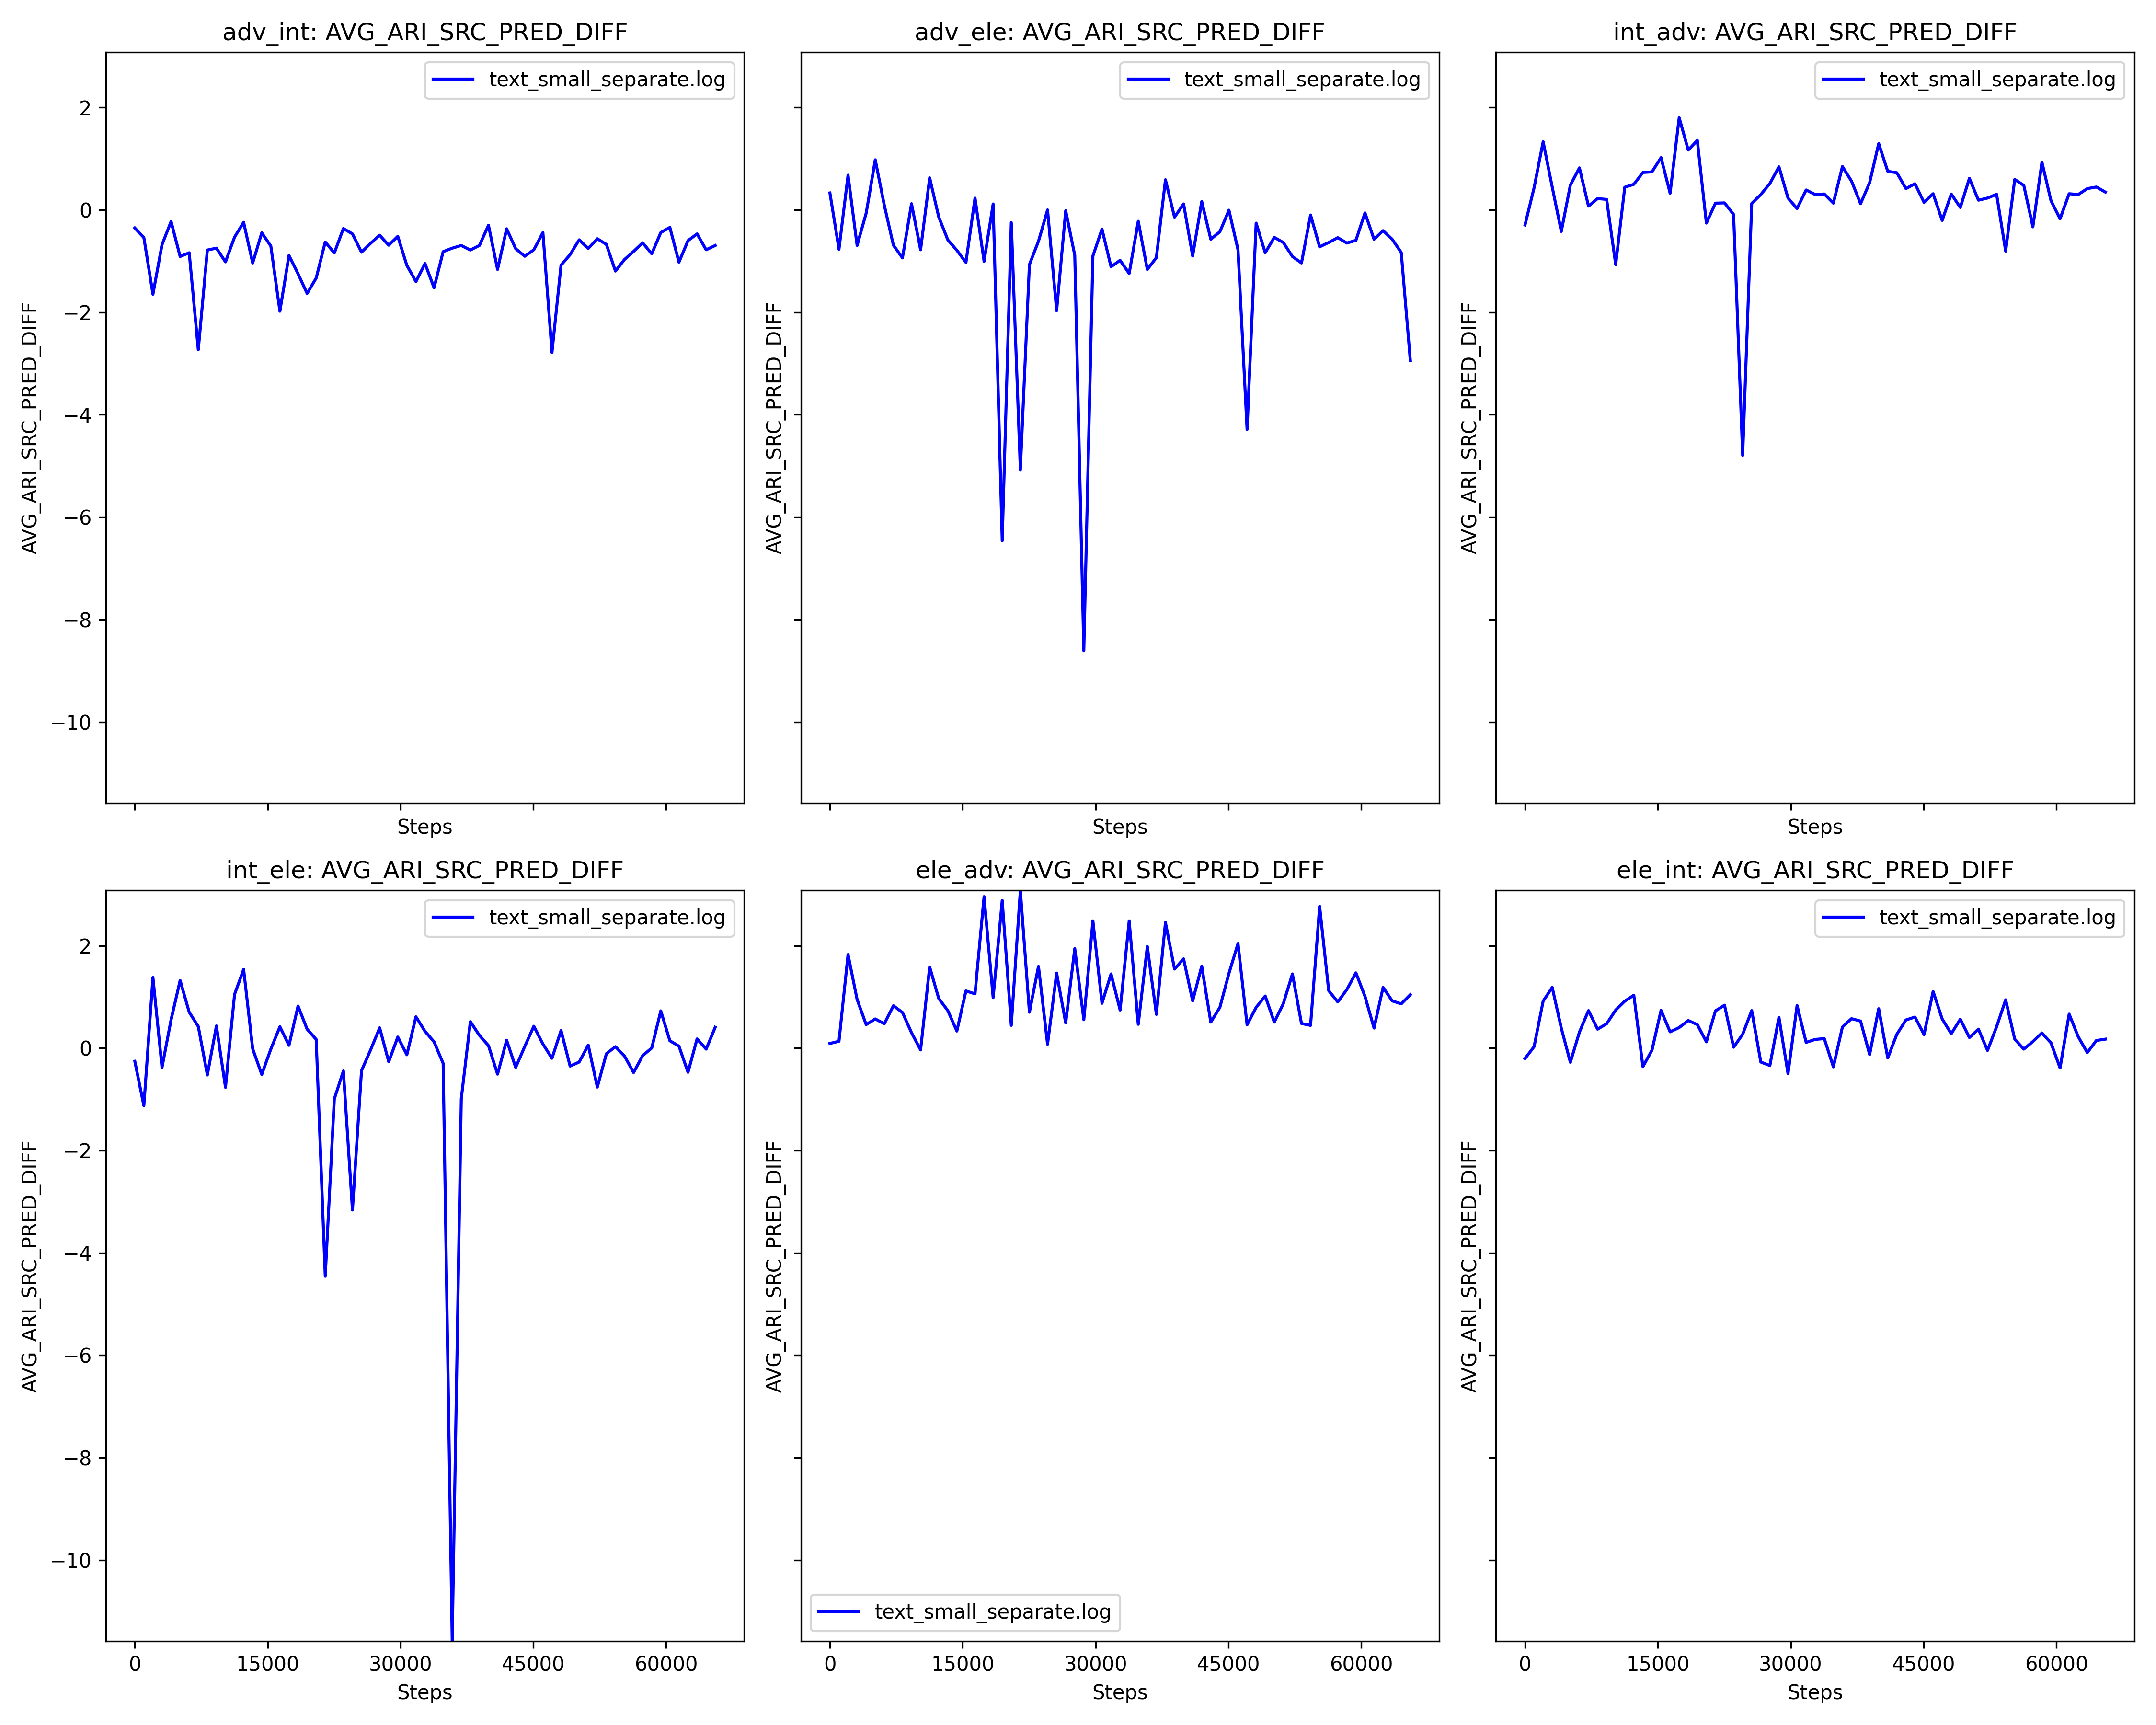 adv_int: AVG_ARI_SRC_PRED_DIFF
text_small_separate.log
2
0
−2
−4
−6
−8
−10
AVG_ARI_SRC_PRED_DIFF
Steps
adv_ele: AVG_ARI_SRC_PRED_DIFF
text_small_separate.log
AVG_ARI_SRC_PRED_DIFF
Steps
int_adv: AVG_ARI_SRC_PRED_DIFF
text_small_separate.log
AVG_ARI_SRC_PRED_DIFF
Steps
int_ele: AVG_ARI_SRC_PRED_DIFF
text_small_separate.log
2
0
−2
−4
−6
−8
−10
AVG_ARI_SRC_PRED_DIFF
0 15000 30000 45000 60000
Steps
ele_adv: AVG_ARI_SRC_PRED_DIFF
AVG_ARI_SRC_PRED_DIFF
text_small_separate.log
0 15000 30000 45000 60000
Steps
ele_int: AVG_ARI_SRC_PRED_DIFF
text_small_separate.log
AVG_ARI_SRC_PRED_DIFF
0 15000 30000 45000 60000
Steps